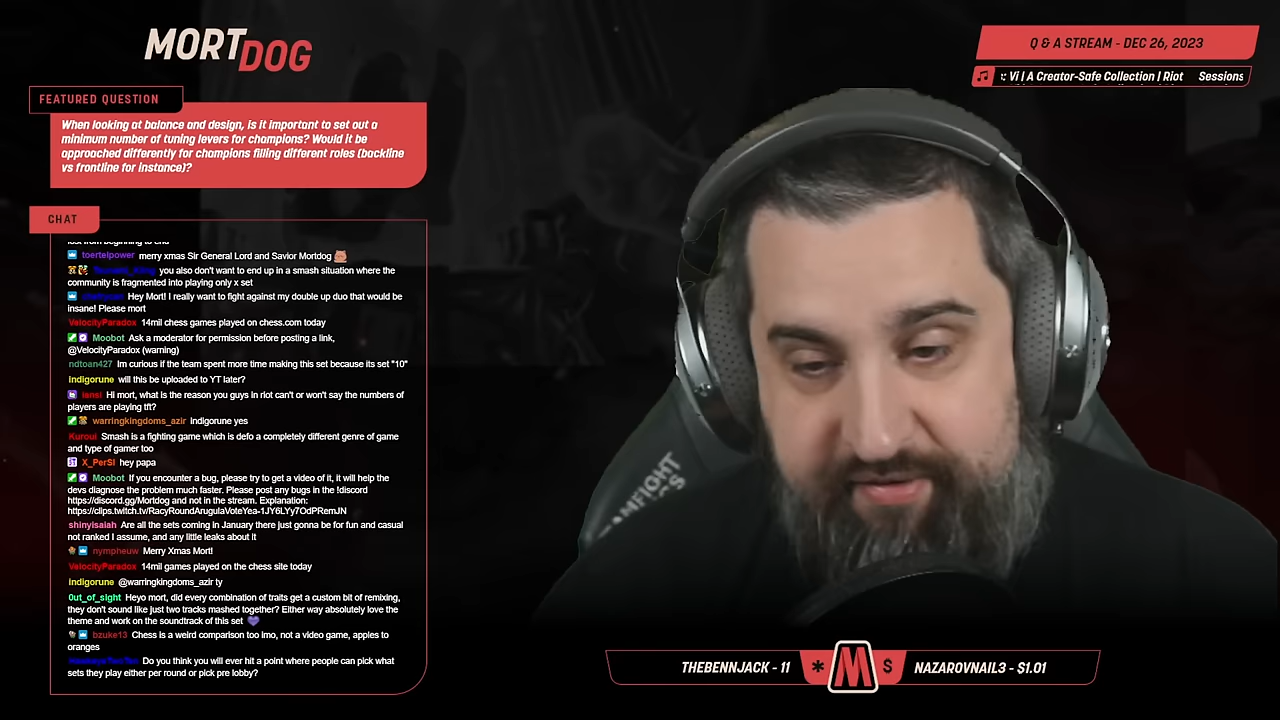 MORTDOG
Q & A STREAM - DEC 26, 2023
: Vi | A Creator-Safe Collection | Riot Sessions
FEATURED QUESTION
When looking at balance and design, is it important to set out a
minimum number of tuning levers for champions? Would it be
approached differently for champions filling different roles (backline
vs frontline for instance)?
CHAT
lost from beginning to end
toertelpower merry xmas Sir General Lord and Savior Mortdog
you also don't want to end up in a smash situation where the
community is fragmented into playing only x set
Hey Mort! I really want to fight against my double up duo that would be
insane! Please mort
VelocityParadox 14mil chess games played on chess.com today
Moobot Ask a moderator for permission before posting a link,
@VelocityParadox (warning)
ndtoan427 Im curious if the team spent more time making this set because its set "10"
indigorune will this be uploaded to YT later?
iansl Hi mort, what is the reason you guys in riot can't or won't say the numbers of
players are playing tft?
warringkingdoms_azir indigorune yes
Kuroui Smash is a fighting game which is defo a completely different genre of game
and type of gamer too
X_PerSI hey papa
Moobot If you encounter a bug, please try to get a video of it, it will help the
devs diagnose the problem much faster. Please post any bugs in the !discord
https://discord.gg/Mortdog and not in the stream. Explanation:
https://clips.twitch.tv/RacyRoundArugulaVoteYea-1JY6LYy7OdPRemJN
shinyisaiah Are all the sets coming in January there just gonna be for fun and casual
not ranked I assume, and any little leaks about it
nympheuw Merry Xmas Mort!
VelocityParadox 14mil games played on the chess site today
indigorune @warringkingdoms_azir ty
0ut_of_sight Heyo mort, did every combination of traits get a custom bit of remixing,
they don't sound like just two tracks mashed together? Either way absolutely love the
theme and work on the soundtrack of this set
bzuke13 Chess is a weird comparison too imo, not a video game, apples to
oranges
Do you think you will ever hit a point where people can pick what
sets they play either per round or pick pre lobby?
THEBENNJACK - 11 * M $ NAZAROVNAIL3 - $1.01